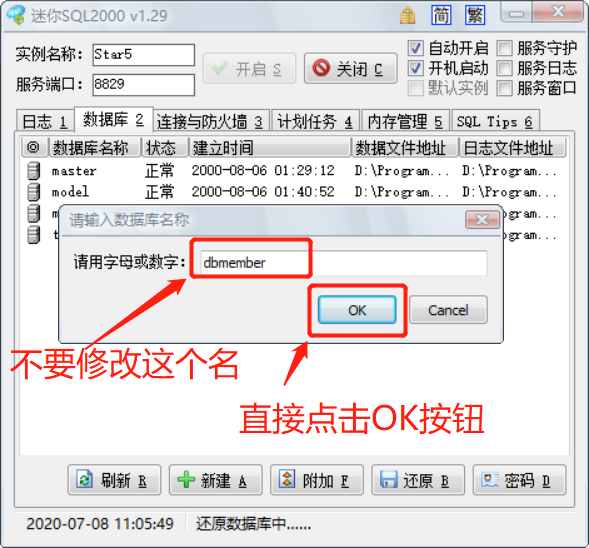 迷你SQL2000 v1.29
简 繁
实例名称: Star5
服务端口: 8829
开启 S
关闭 C
自动开启 服务守护
开机启动 服务日志
默认实例 服务窗口
日志 1 数据库 2 连接与防火墙 3 计划任务 4 内存管理 5 SQL Tips 6
数据库名称 状态 建立时间 数据文件地址 日志文件地址
master 正常 2000-08-06 01:29:12 D:\Program... D:\Program...
model 正常 2000-08-06 01:40:52 D:\Program... D:\Program...
请输入数据库名称
请用字母或数字: dbmember
OK Cancel
不要修改这个名
直接点击OK按钮
刷新 R 新建 A 附加 F 还原 B 密码 D
2020-07-08 11:05:49 还原数据库中......